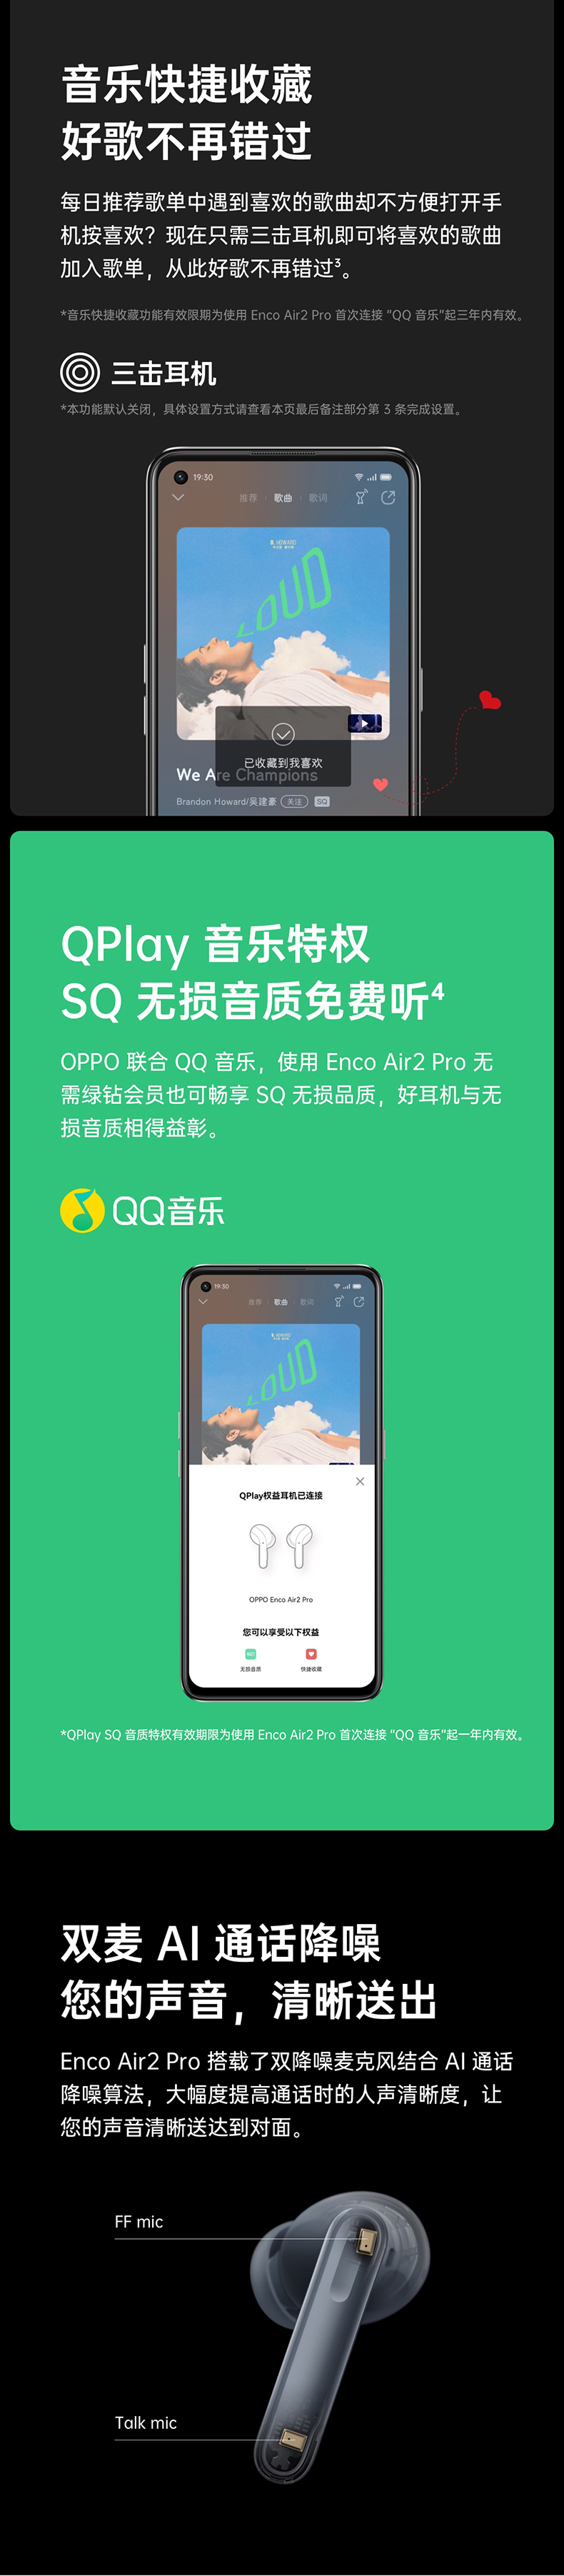 音乐快捷收藏
好歌不再错过
每日推荐歌单中遇到喜欢的歌曲却不方便打开手
机按喜欢？现在只需三击耳机即可将喜欢的歌曲
加入歌单，从此好歌不再错过³。
*音乐快捷收藏功能有效限期为使用 Enco Air2 Pro 首次连接 "QQ 音乐"起三年内有效。
三击耳机
*本功能默认关闭，具体设置方式请查看本页最后备注部分第 3 条完成设置。
19:30
推荐 歌曲 歌词
HOWARD
LOUD
已收藏到我喜欢
We Are Champions
Brandon Howard/吴建豪 关注 SQ
QPlay 音乐特权
SQ 无损音质免费听⁴
OPPO 联合 QQ 音乐，使用 Enco Air2 Pro 无
需绿钻会员也可畅享 SQ 无损品质，好耳机与无
损音质相得益彰。
QQ音乐
19:30
推荐 歌曲 歌词
HOWARD
LOUD
QPlay权益耳机已连接
OPPO Enco Air2 Pro
您可以享受以下权益
无损音质 快捷收藏
*QPlay SQ 音质特权有效期限为使用 Enco Air2 Pro 首次连接 "QQ 音乐"起一年内有效。
双麦 AI 通话降噪
您的声音，清晰送出
Enco Air2 Pro 搭载了双降噪麦克风结合 AI 通话
降噪算法，大幅度提高通话时的人声清晰度，让
您的声音清晰送达到对面。
FF mic
Talk mic